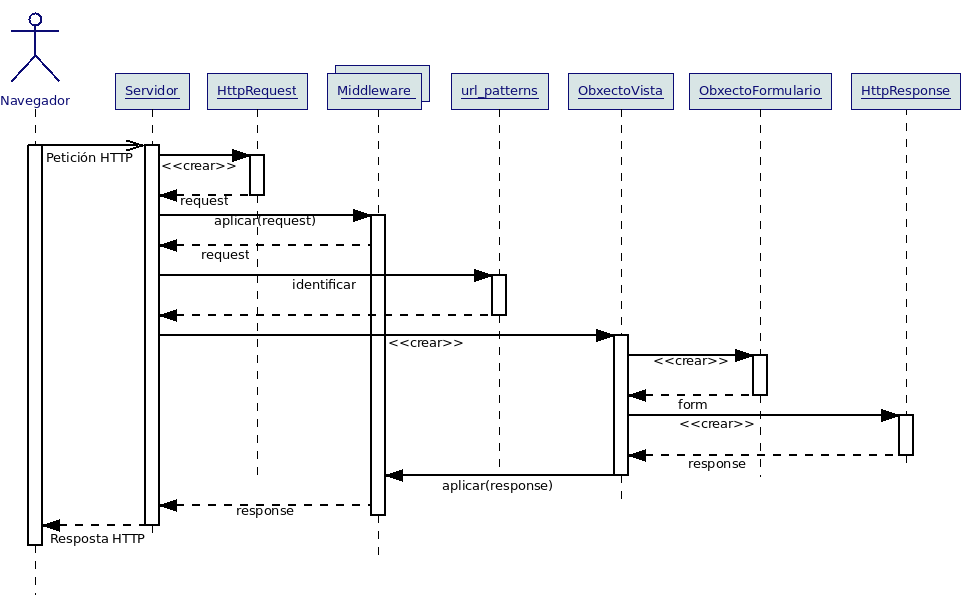 Navegador
Servidor
HttpRequest
Middleware
url_patterns
ObxectoVista
ObxectoFormulario
HttpResponse
Petición HTTP
<<crear>>
request
aplicar(request)
request
identificar
<<crear>>
<<crear>>
form
<<crear>>
response
aplicar(response)
response
Resposta HTTP